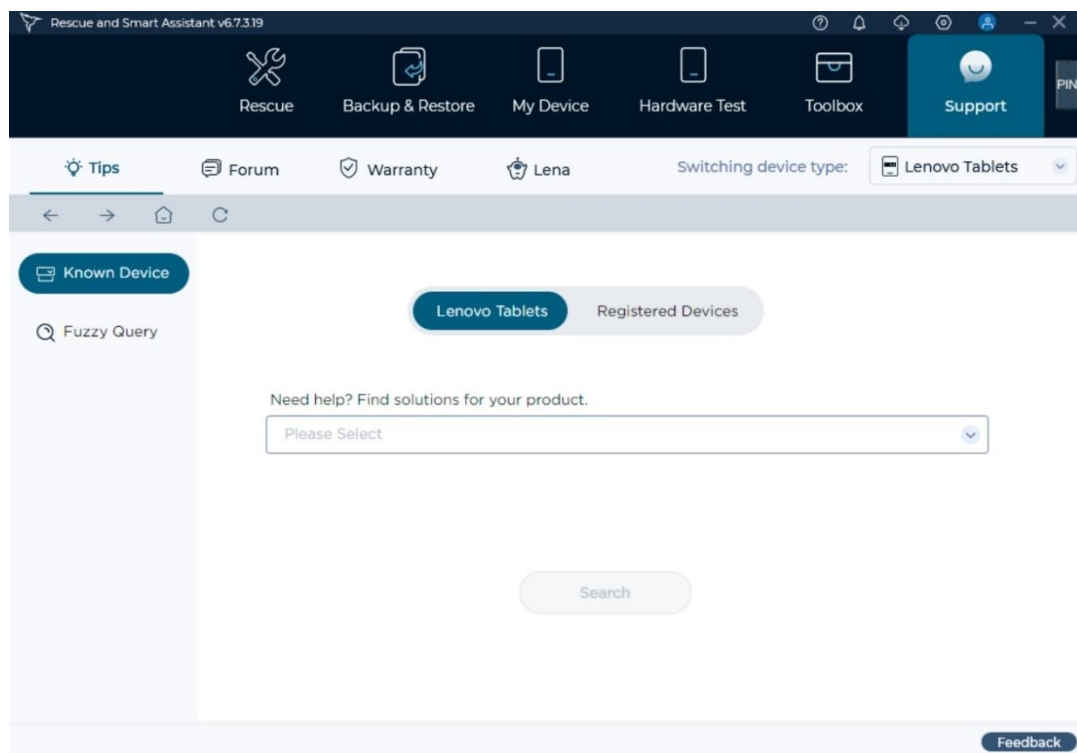 Rescue and Smart Assistant v6.7.3.19
Rescue Backup & Restore My Device Hardware Test Toolbox Support PIN
Tips Forum Warranty Lena Switching device type: Lenovo Tablets
Known Device
Fuzzy Query
Lenovo Tablets Registered Devices
Need help? Find solutions for your product.
Please Select
Search
Feedback